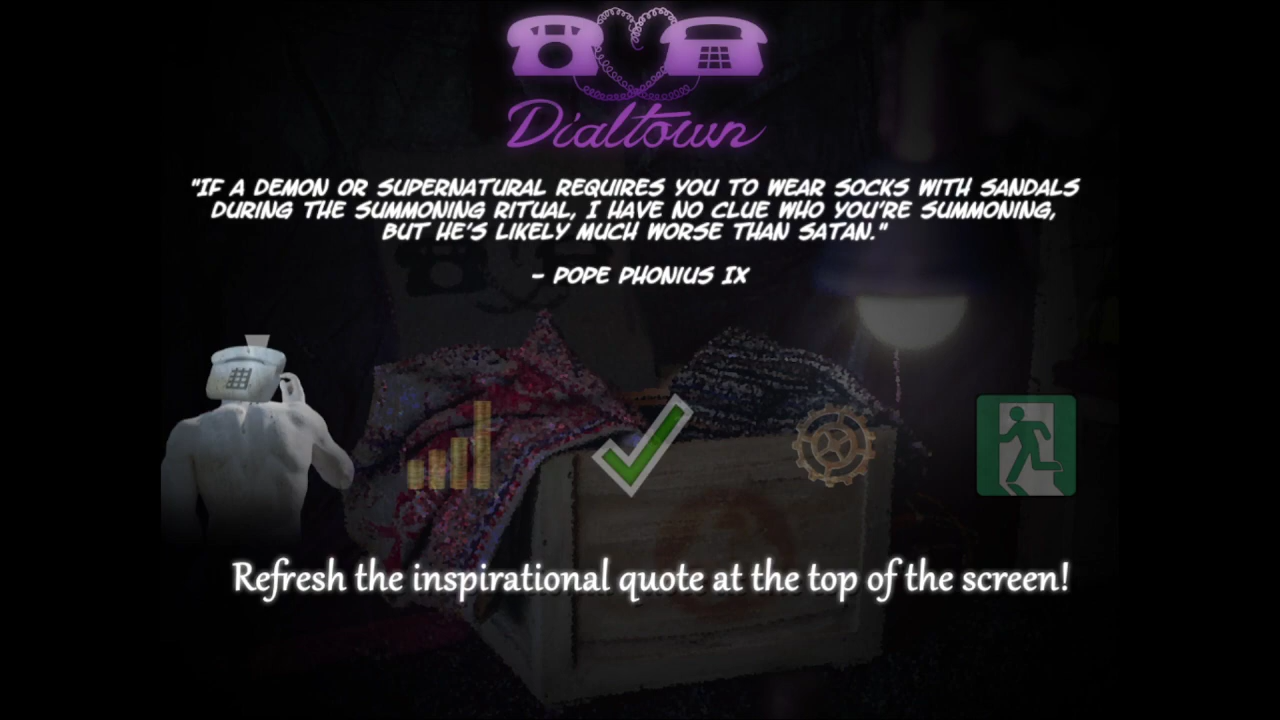 Dialtown
"IF A DEMON OR SUPERNATURAL REQUIRES YOU TO WEAR SOCKS WITH SANDALS
DURING THE SUMMONING RITUAL, I HAVE NO CLUE WHO YOU'RE SUMMONING,
BUT HE'S LIKELY MUCH WORSE THAN SATAN."
- POPE PHONIUS IX
Refresh the inspirational quote at the top of the screen!